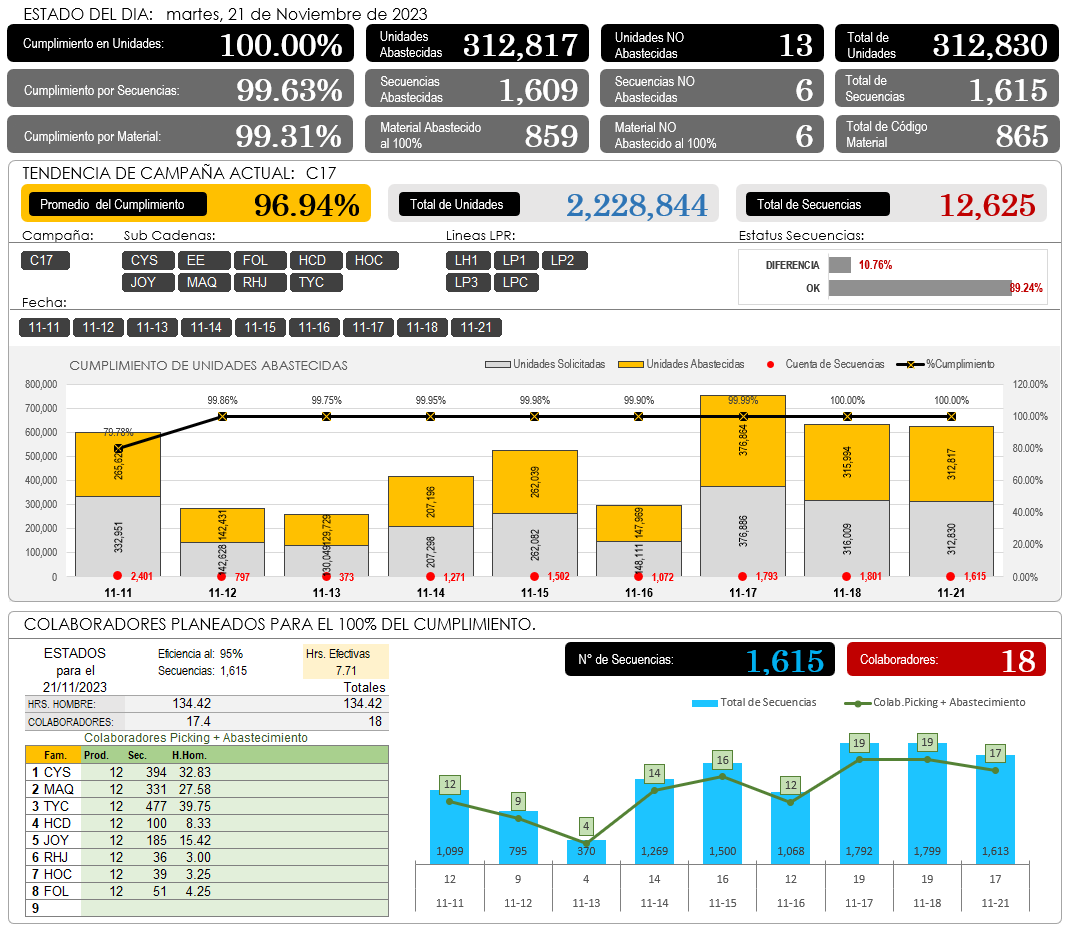 ESTADO DEL DIA: martes, 21 de Noviembre de 2023
Cumplimiento en Unidades: 100.00%
Unidades Abastecidas 312,817
Unidades NO Abastecidas 13
Total de Unidades 312,830
Cumplimiento por Secuencias: 99.63%
Secuencias Abastecidas 1,609
Secuencias NO Abastecidas 6
Total de Secuencias 1,615
Cumplimiento por Material: 99.31%
Material Abastecido al 100% 859
Material NO Abastecido al 100% 6
Total de Código Material 865
TENDENCIA DE CAMPAÑA ACTUAL: C17
Promedio del Cumplimiento 96.94%
Total de Unidades 2,228,844
Total de Secuencias 12,625
Campaña: Sub Cadenas: Lineas LPR: Estatus Secuencias:
C17 CYS EE FOL HCD HOC LH1 LP1 LP2
JOY MAQ RHJ TYC LP3 LPC
DIFERENCIA 10.76%
OK 89.24%
Fecha:
11-11 11-12 11-13 11-14 11-15 11-16 11-17 11-18 11-21
CUMPLIMIENTO DE UNIDADES ABASTECIDAS
Unidades Solicitadas Unidades Abastecidas Cuenta de Secuencias %Cumplimiento
800,000 120.00%
700,000 100.00%
600,000 80.00%
500,000 60.00%
400,000 40.00%
300,000 20.00%
200,000 0.00%
100,000
0
79.78% 99.86% 99.75% 99.95% 99.98% 99.90% 99.99% 100.00% 100.00%
142,431 129,729 207,196 262,039 147,969 376,864 315,994 312,817
332,951 142,628 130,049 207,298 262,082 148,111 376,886 316,009 312,830
2,401 797 373 1,271 1,502 1,072 1,793 1,801 1,615
11-11 11-12 11-13 11-14 11-15 11-16 11-17 11-18 11-21
COLABORADORES PLANEADOS PARA EL 100% DEL CUMPLIMIENTO.
ESTADOS Eficiencia al: 95% Hrs. Efectivas
para el Secuencias: 1,615 7.71
21/11/2023 Totales
HRS. HOMBRE: 134.42 134.42
COLABORADORES: 17.4 18
Colaboradores Picking + Abastecimiento
Fam. Prod. Sec. H.Hom.
1 CYS 12 394 32.83
2 MAQ 12 331 27.58
3 TYC 12 477 39.75
4 HCD 12 100 8.33
5 JOY 12 185 15.42
6 RHJ 12 36 3.00
7 HOC 12 39 3.25
8 FOL 12 51 4.25
9
N° de Secuencias: 1,615
Colaboradores: 18
Total de Secuencias Colab.Picking + Abastecimiento
12 9 4 14 16 12 19 19 17
1,099 795 370 1,269 1,500 1,068 1,792 1,799 1,613
12 9 4 14 16 12 19 19 17
11-11 11-12 11-13 11-14 11-15 11-16 11-17 11-18 11-21